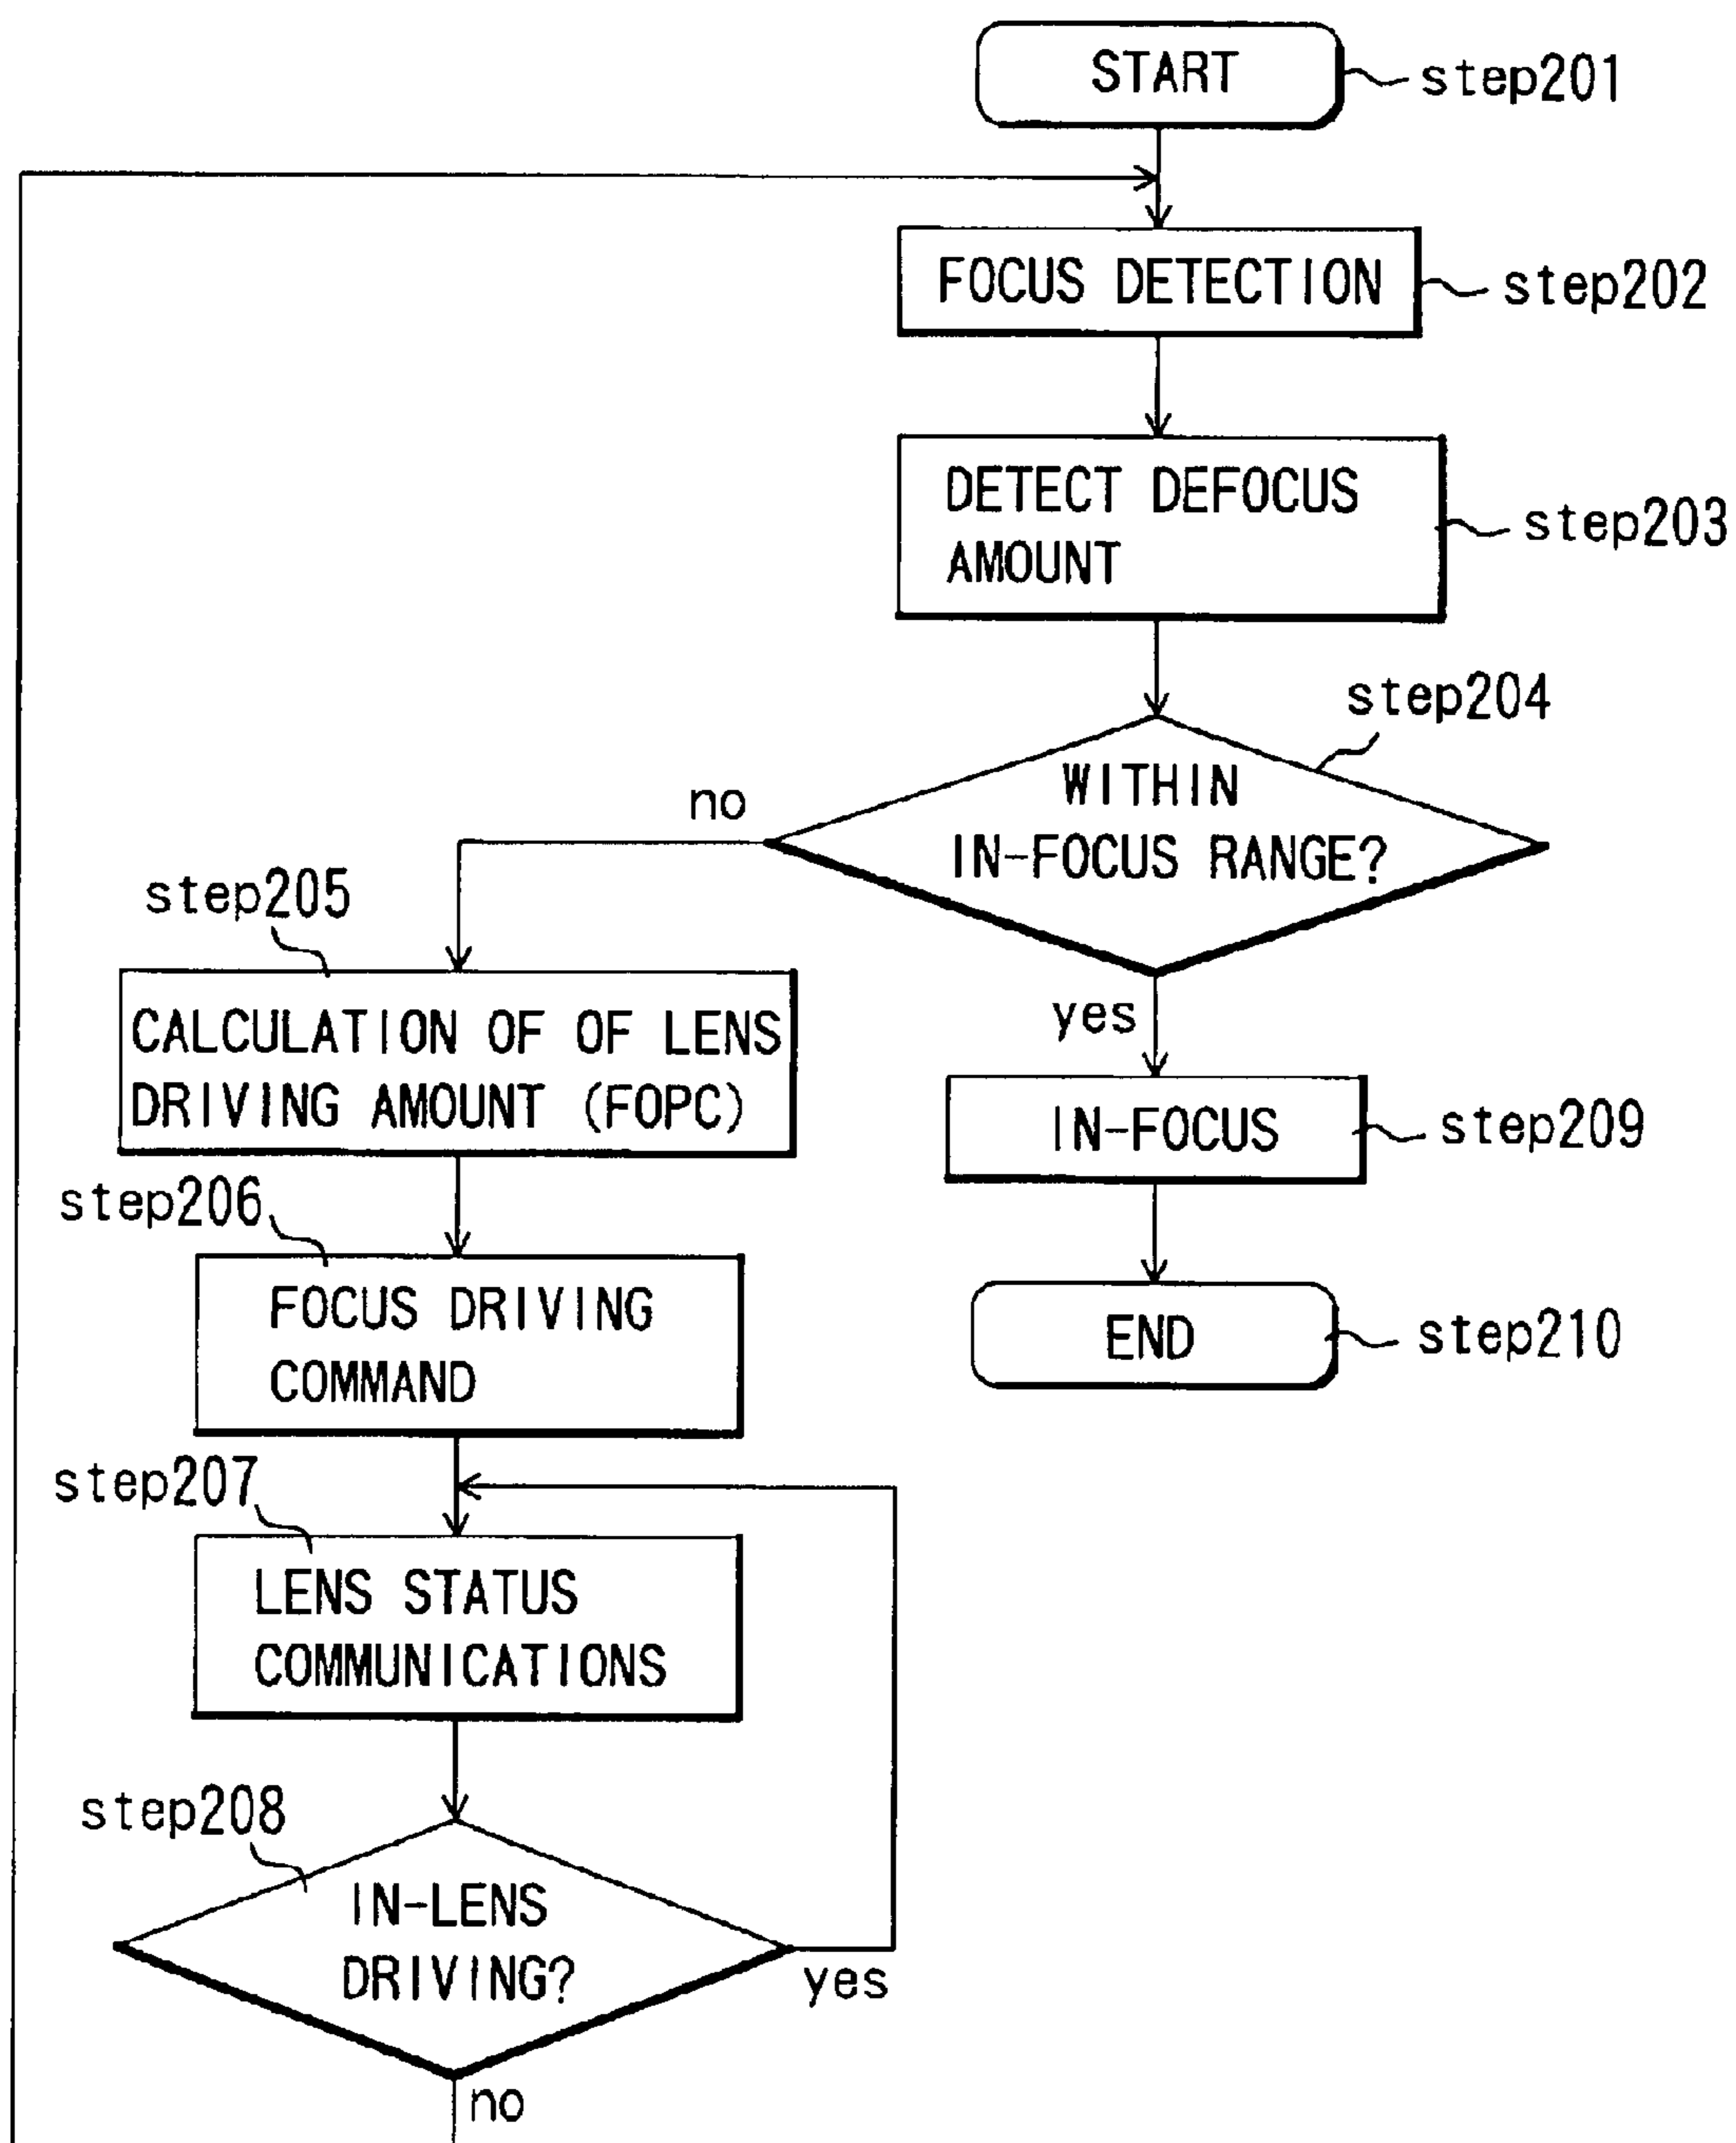 START
step201
FOCUS DETECTION
step202
DETECT DEFOCUS
AMOUNT
step203
step204
WITHIN
IN-FOCUS RANGE?
no
yes
step205
CALCULATION OF OF LENS
DRIVING AMOUNT (FOPC)
IN-FOCUS
step209
step206
FOCUS DRIVING
COMMAND
END
step210
step207
LENS STATUS
COMMUNICATIONS
step208
IN-LENS
DRIVING?
yes
no